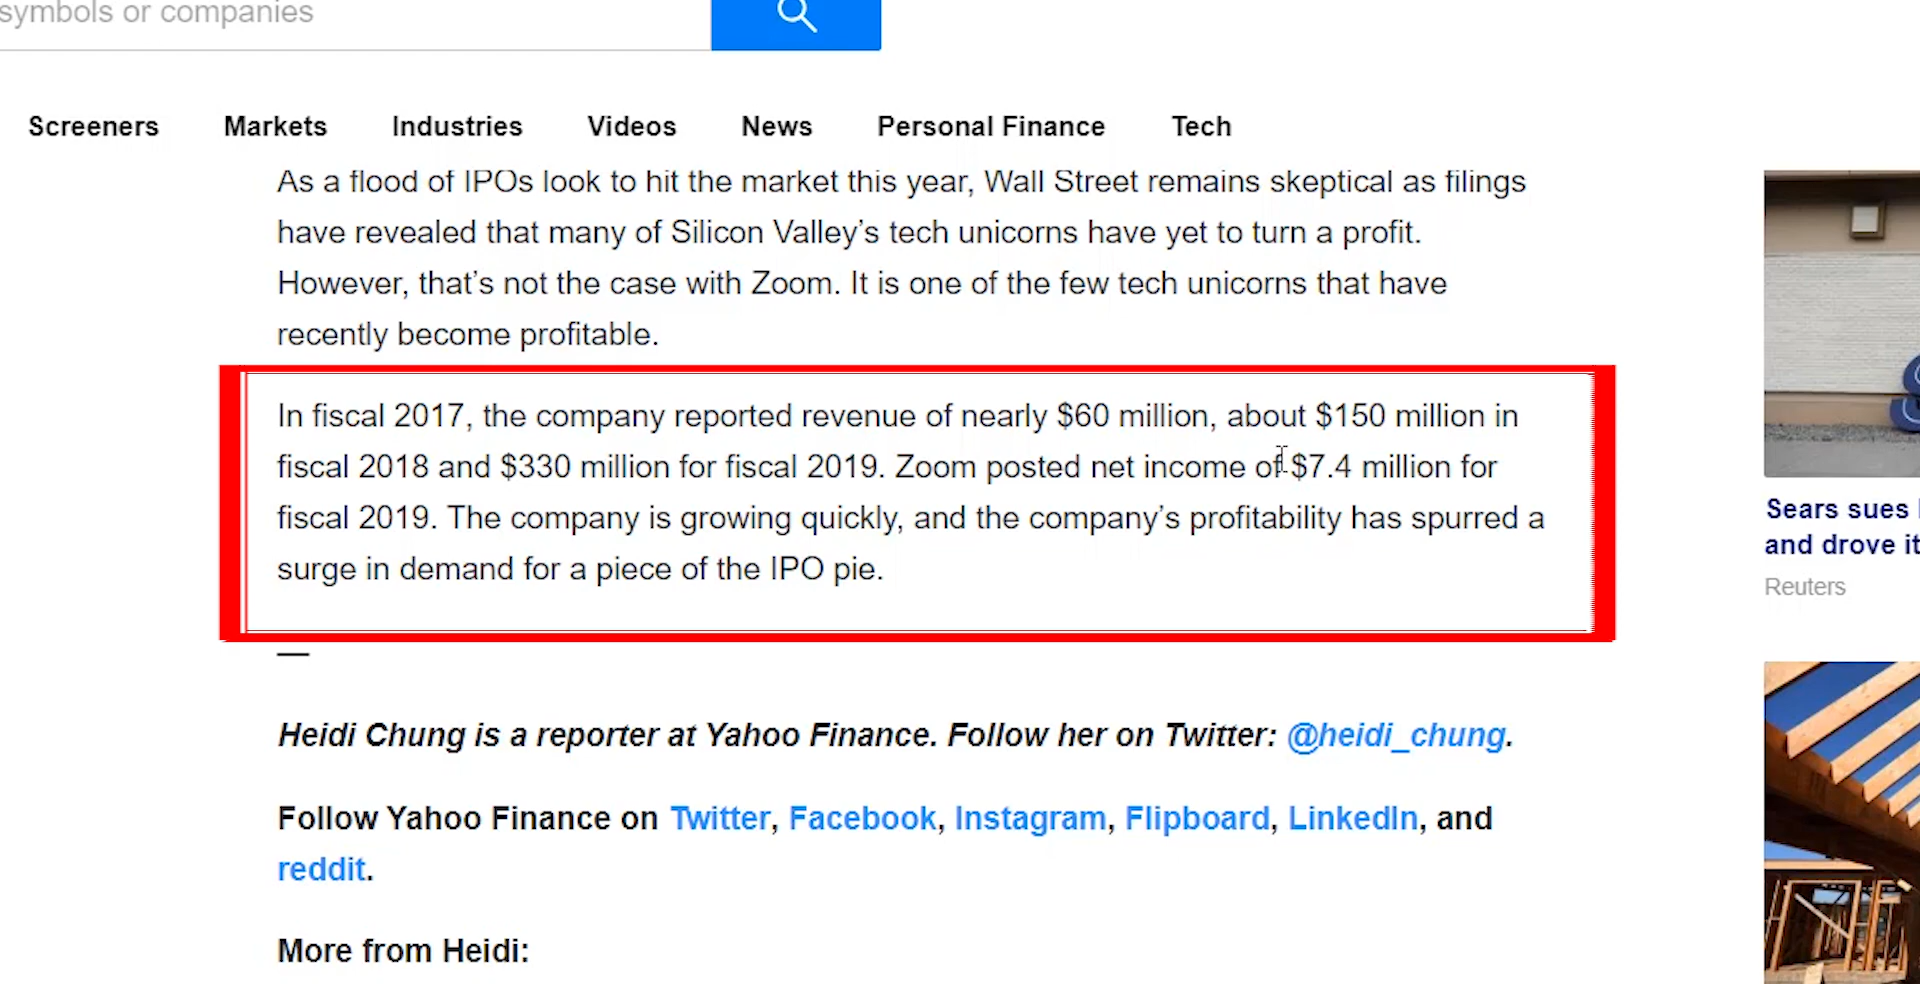 symbols or companies
Screeners Markets Industries Videos News Personal Finance Tech
As a flood of IPOs look to hit the market this year, Wall Street remains skeptical as filings
have revealed that many of Silicon Valley’s tech unicorns have yet to turn a profit.
However, that’s not the case with Zoom. It is one of the few tech unicorns that have
recently become profitable.
In fiscal 2017, the company reported revenue of nearly $60 million, about $150 million in
fiscal 2018 and $330 million for fiscal 2019. Zoom posted net income of $7.4 million for
fiscal 2019. The company is growing quickly, and the company’s profitability has spurred a
surge in demand for a piece of the IPO pie.
—
Heidi Chung is a reporter at Yahoo Finance. Follow her on Twitter: @heidi_chung.
Follow Yahoo Finance on Twitter, Facebook, Instagram, Flipboard, LinkedIn, and
reddit.
More from Heidi:
Sears sues
and drove it
Reuters